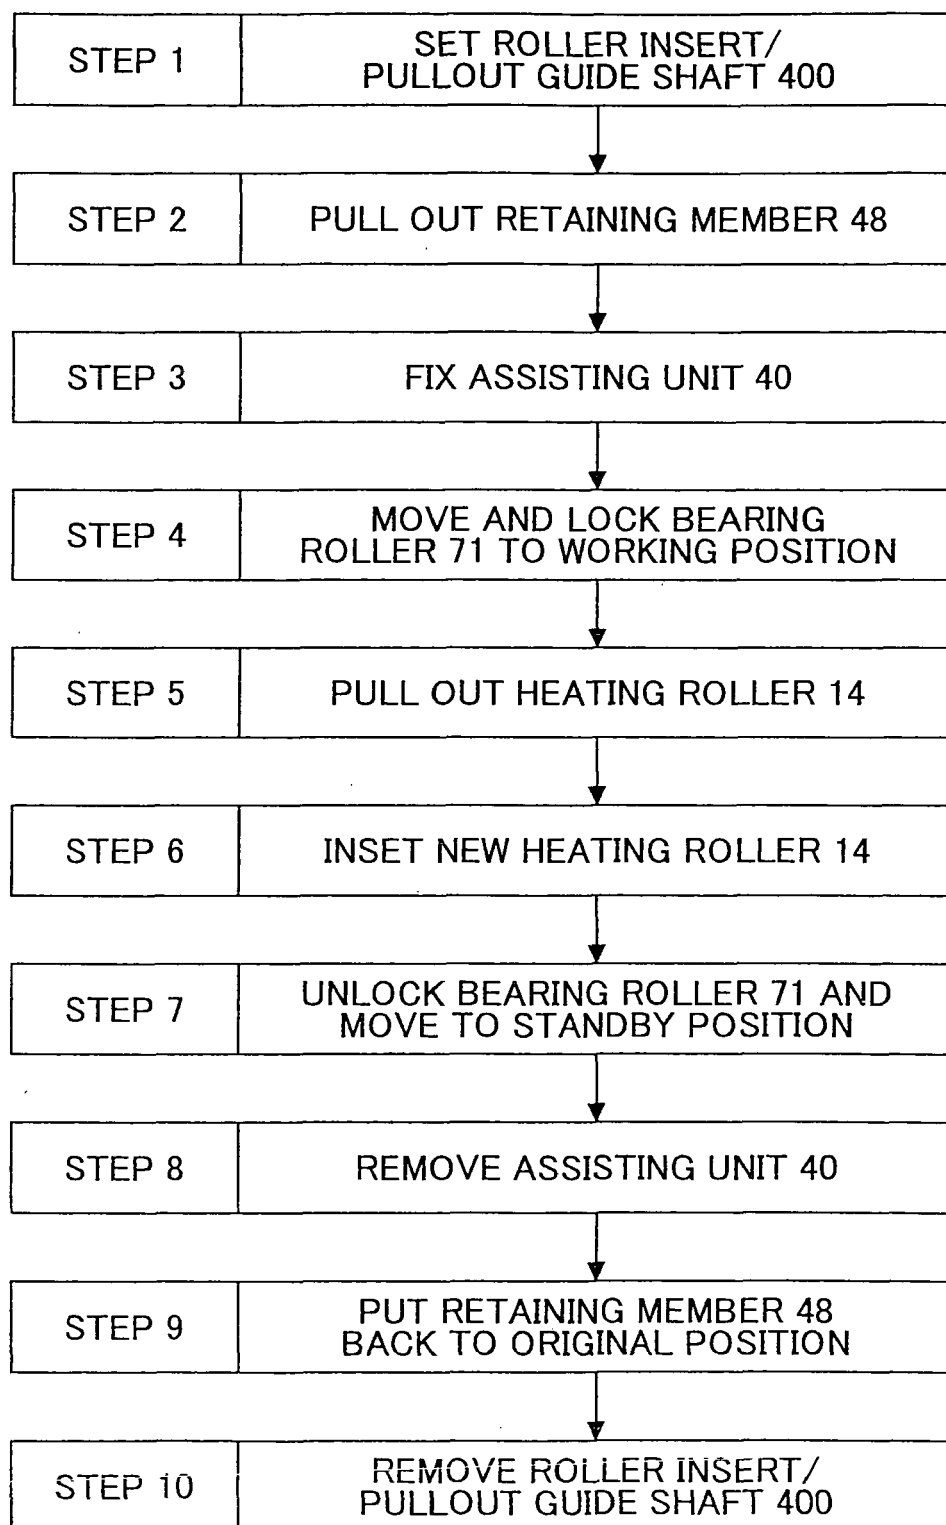 STEP 1
SET ROLLER INSERT/
PULLOUT GUIDE SHAFT 400
STEP 2
PULL OUT RETAINING MEMBER 48
STEP 3
FIX ASSISTING UNIT 40
STEP 4
MOVE AND LOCK BEARING
ROLLER 71 TO WORKING POSITION
STEP 5
PULL OUT HEATING ROLLER 14
STEP 6
INSET NEW HEATING ROLLER 14
STEP 7
UNLOCK BEARING ROLLER 71 AND
MOVE TO STANDBY POSITION
STEP 8
REMOVE ASSISTING UNIT 40
STEP 9
PUT RETAINING MEMBER 48
BACK TO ORIGINAL POSITION
STEP 10
REMOVE ROLLER INSERT/
PULLOUT GUIDE SHAFT 400